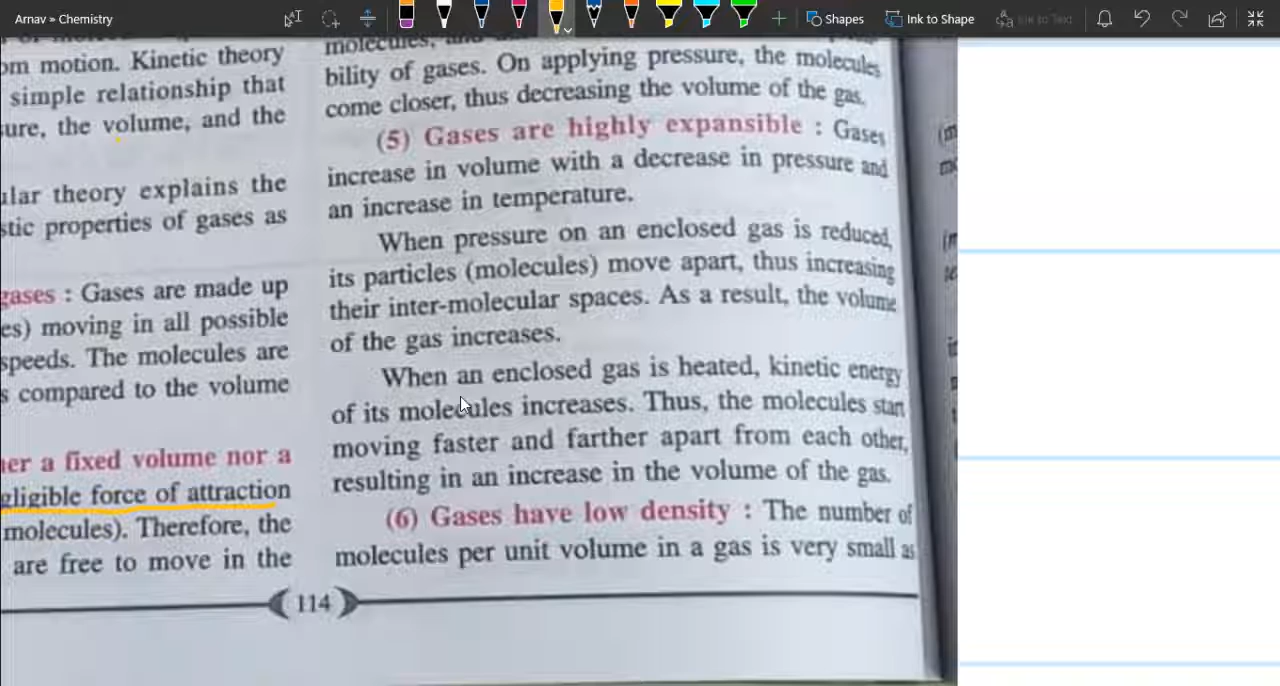 Arnav » Chemistry
Shapes
Ink to Shape
Ink to Text
om motion. Kinetic theory
simple relationship that
sure, the volume, and the
ular theory explains the
stic properties of gases as
gases : Gases are made up
es) moving in all possible
speeds. The molecules are
s compared to the volume
her a fixed volume nor a
gligible force of attraction
molecules). Therefore, the
are free to move in the
molecules, and
bility of gases. On applying pressure, the molecules
come closer, thus decreasing the volume of the gas.
(5) Gases are highly expansible : Gases
increase in volume with a decrease in pressure and
an increase in temperature.
When pressure on an enclosed gas is reduced,
its particles (molecules) move apart, thus increasing
their inter-molecular spaces. As a result, the volume
of the gas increases.
When an enclosed gas is heated, kinetic energy
of its molecules increases. Thus, the molecules start
moving faster and farther apart from each other,
resulting in an increase in the volume of the gas.
(6) Gases have low density : The number of
molecules per unit volume in a gas is very small as
114